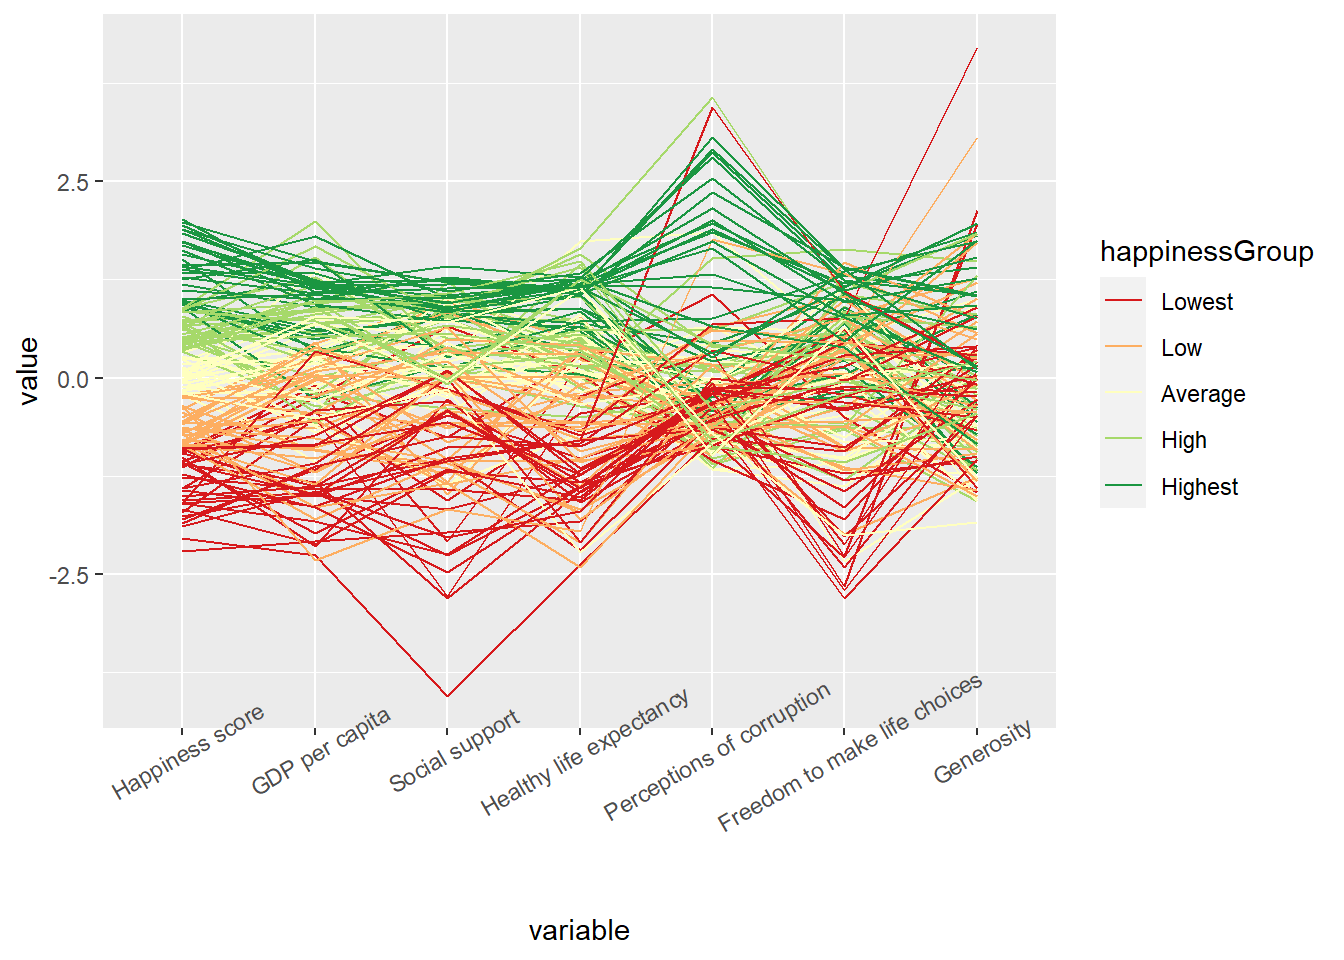 value
2.5
0.0
-2.5
Happiness score
GDP per capita
Social support
Healthy life expectancy
Perceptions of corruption
Freedom to make life choices
Generosity
variable
happinessGroup
Lowest
Low
Average
High
Highest